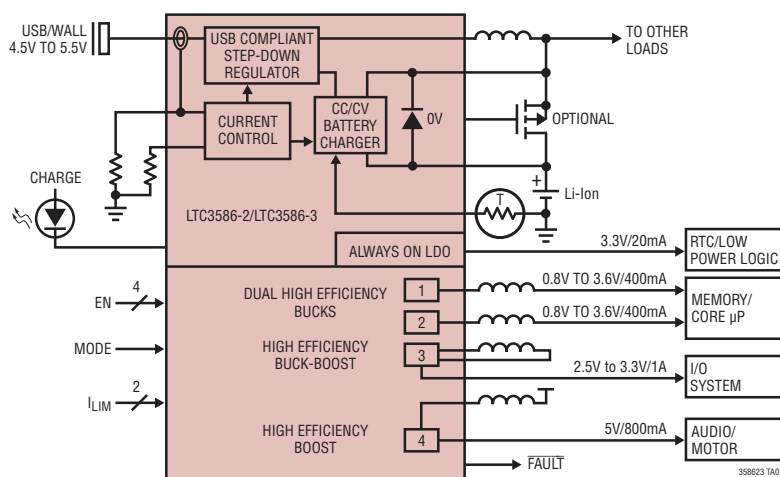 USB/WALL
4.5V TO 5.5V
USB COMPLIANT
STEP-DOWN
REGULATOR
TO OTHER
LOADS
CURRENT
CONTROL
CC/CV
BATTERY
CHARGER
0V
OPTIONAL
CHARGE
T
+
Li-Ion
LTC3586-2/LTC3586-3
ALWAYS ON LDO
3.3V/20mA
RTC/LOW
POWER LOGIC
EN
4
DUAL HIGH EFFICIENCY
BUCKS
1
0.8V TO 3.6V/400mA
2
0.8V TO 3.6V/400mA
MEMORY/
CORE µP
MODE
HIGH EFFICIENCY
BUCK-BOOST
3
2.5V to 3.3V/1A
I/O
SYSTEM
ILIM
2
HIGH EFFICIENCY
BOOST
4
5V/800mA
AUDIO/
MOTOR
FAULT
358623 TA01